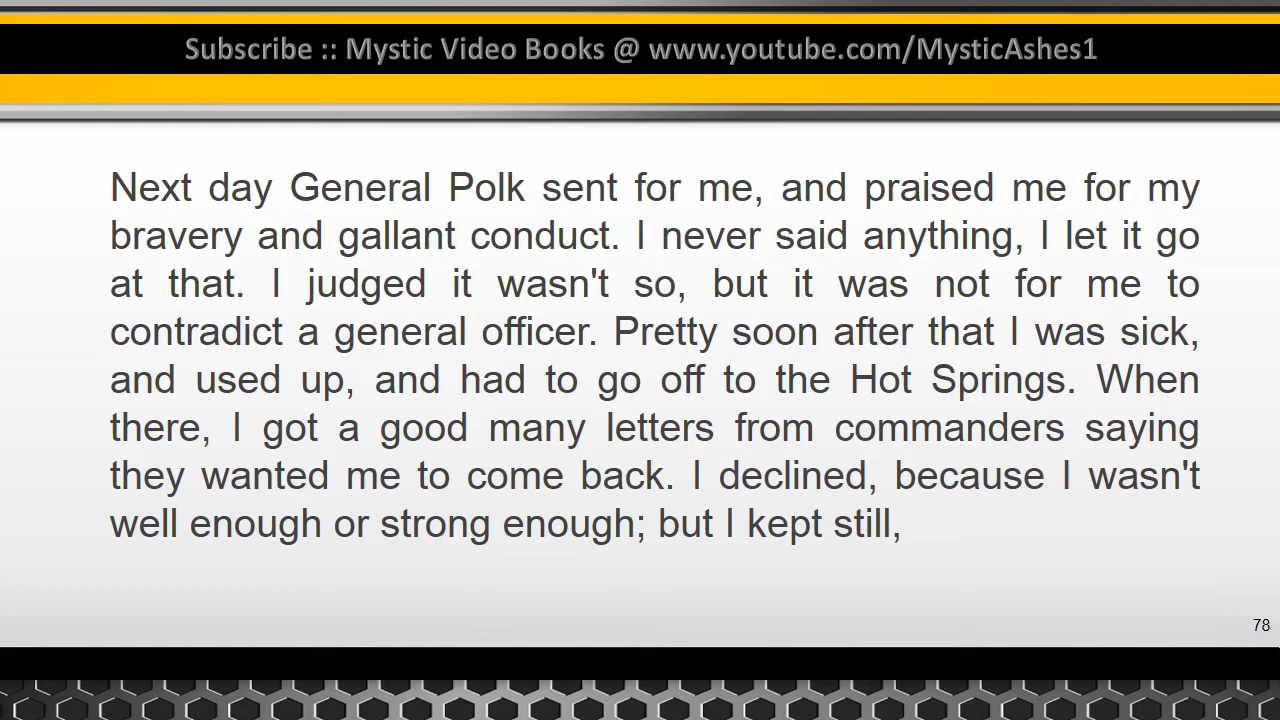 Subscribe :: Mystic Video Books @ www.youtube.com/MysticAshes1
Next day General Polk sent for me, and praised me for my
bravery and gallant conduct. I never said anything, I let it go
at that. I judged it wasn't so, but it was not for me to
contradict a general officer. Pretty soon after that I was sick,
and used up, and had to go off to the Hot Springs. When
there, I got a good many letters from commanders saying
they wanted me to come back. I declined, because I wasn't
well enough or strong enough; but I kept still,
78